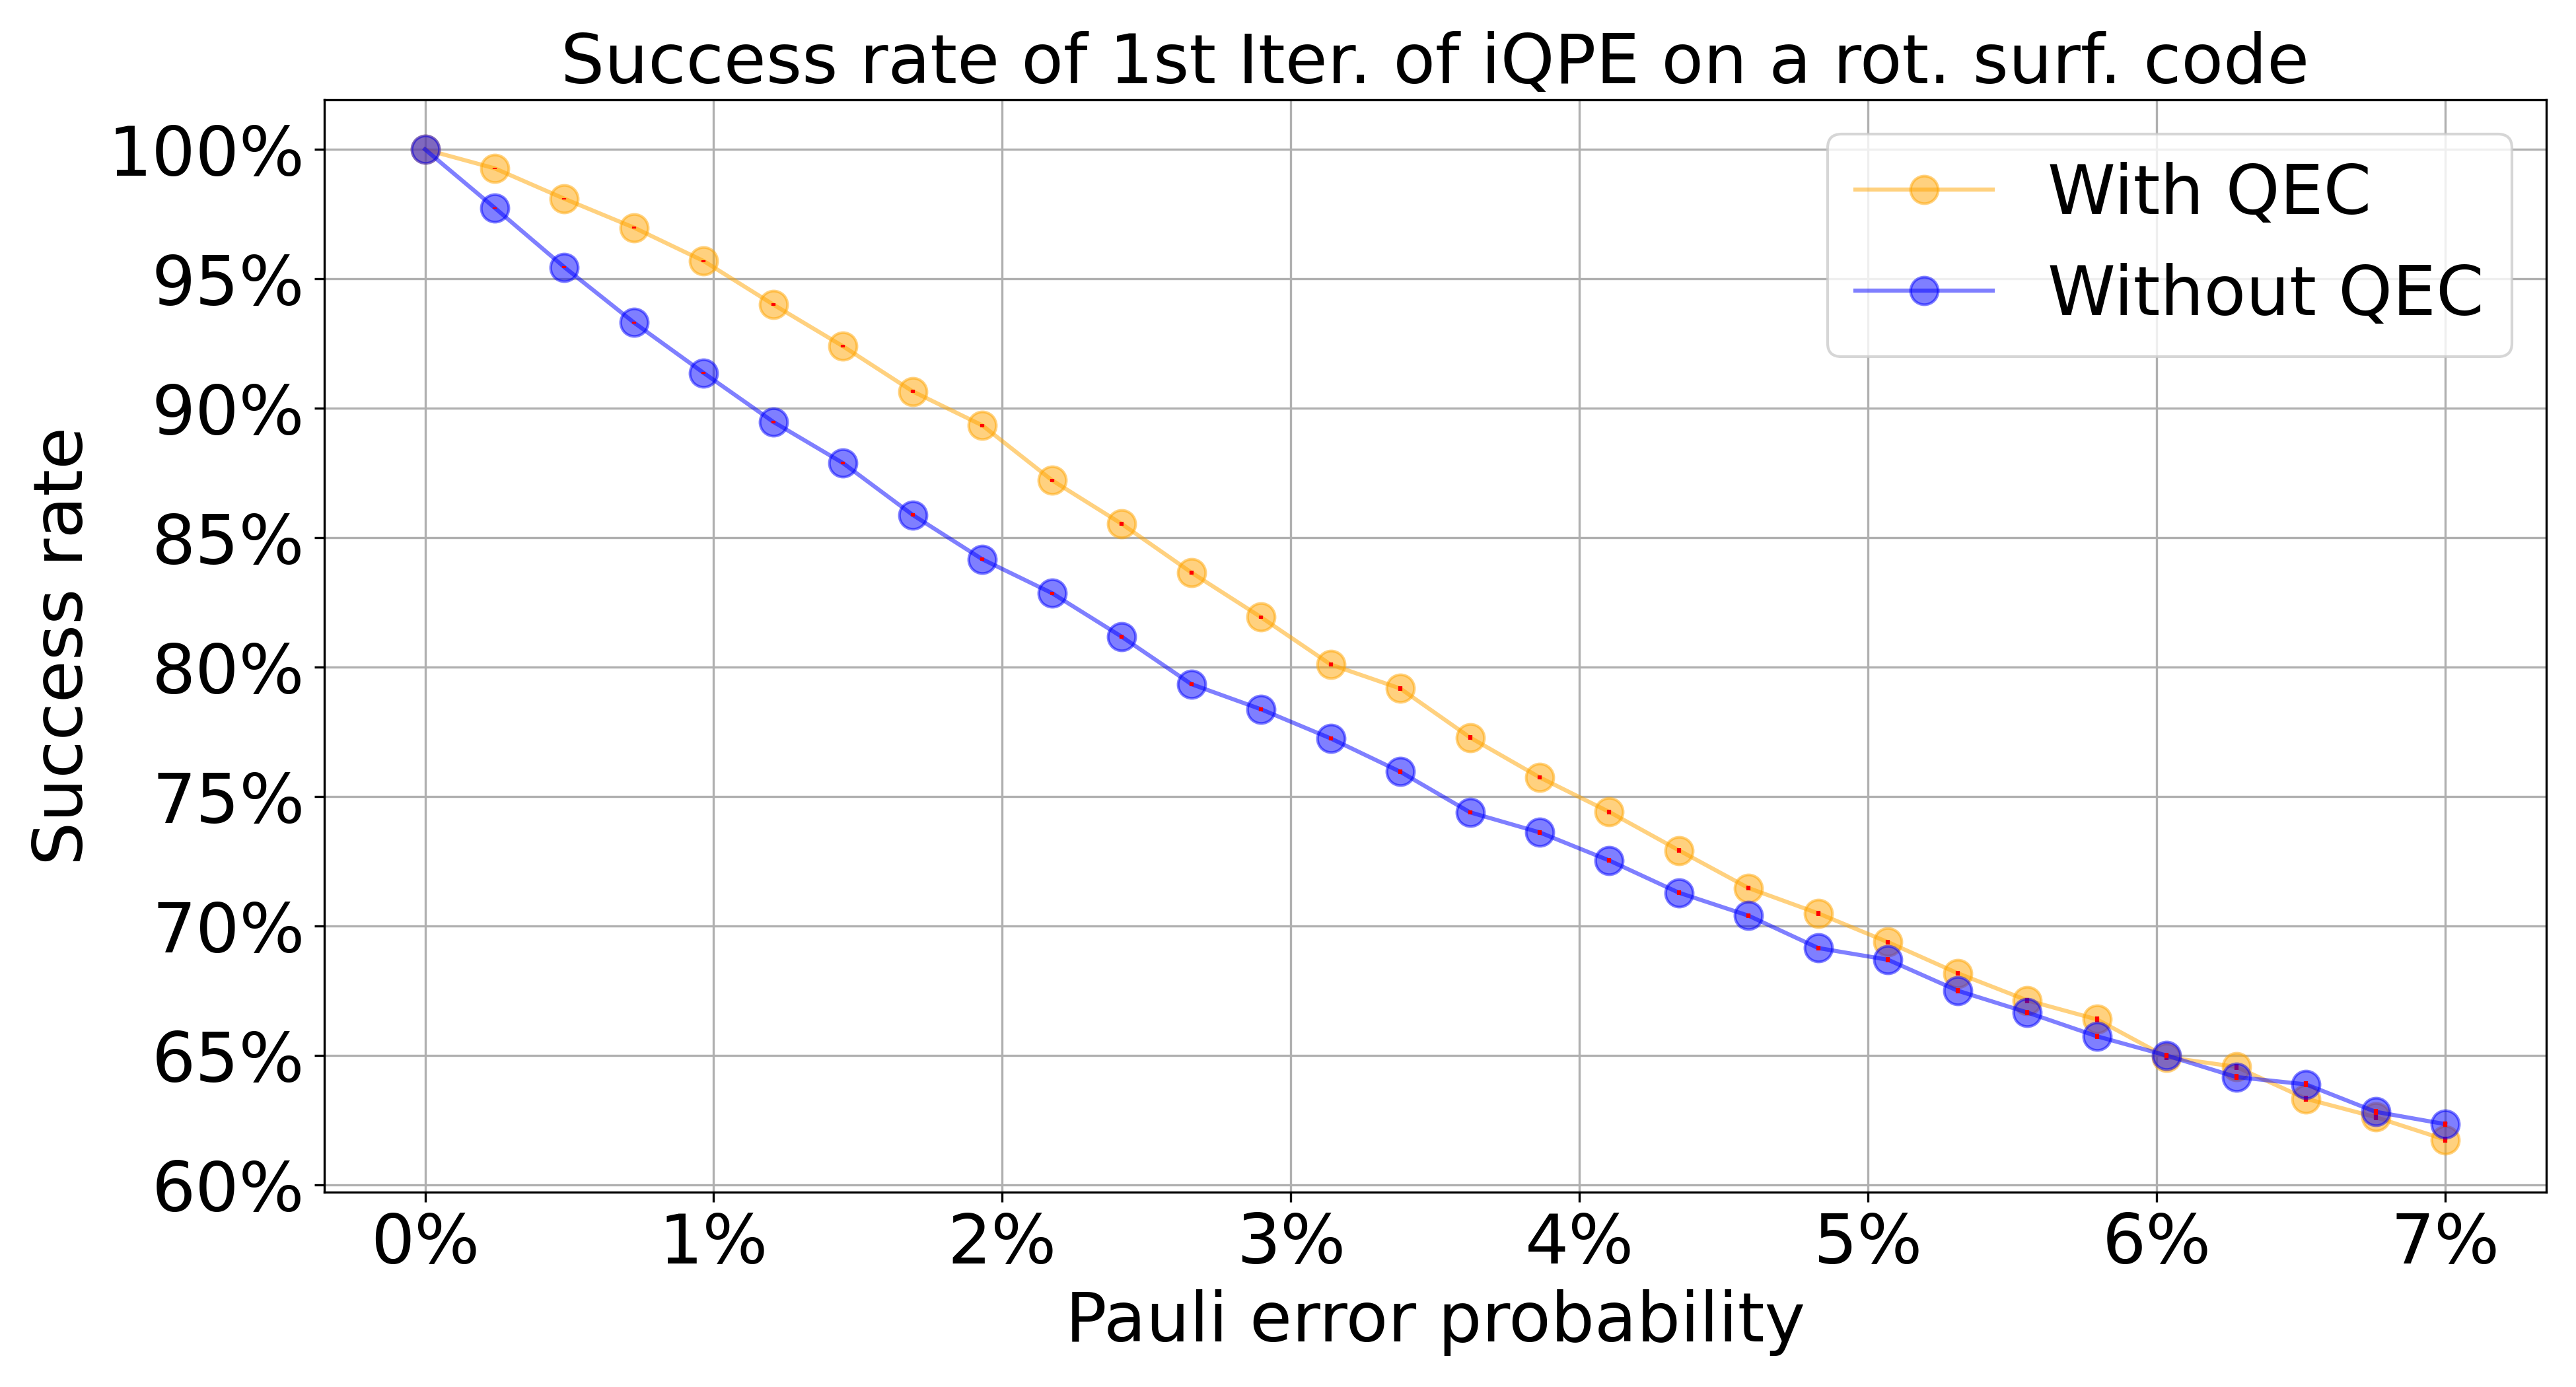 Success rate of 1st Iter. of iQPE on a rot. surf. code
With QEC
Without QEC
Success rate
100%
95%
90%
85%
80%
75%
70%
65%
60%
0% 1% 2% 3% 4% 5% 6% 7%
Pauli error probability